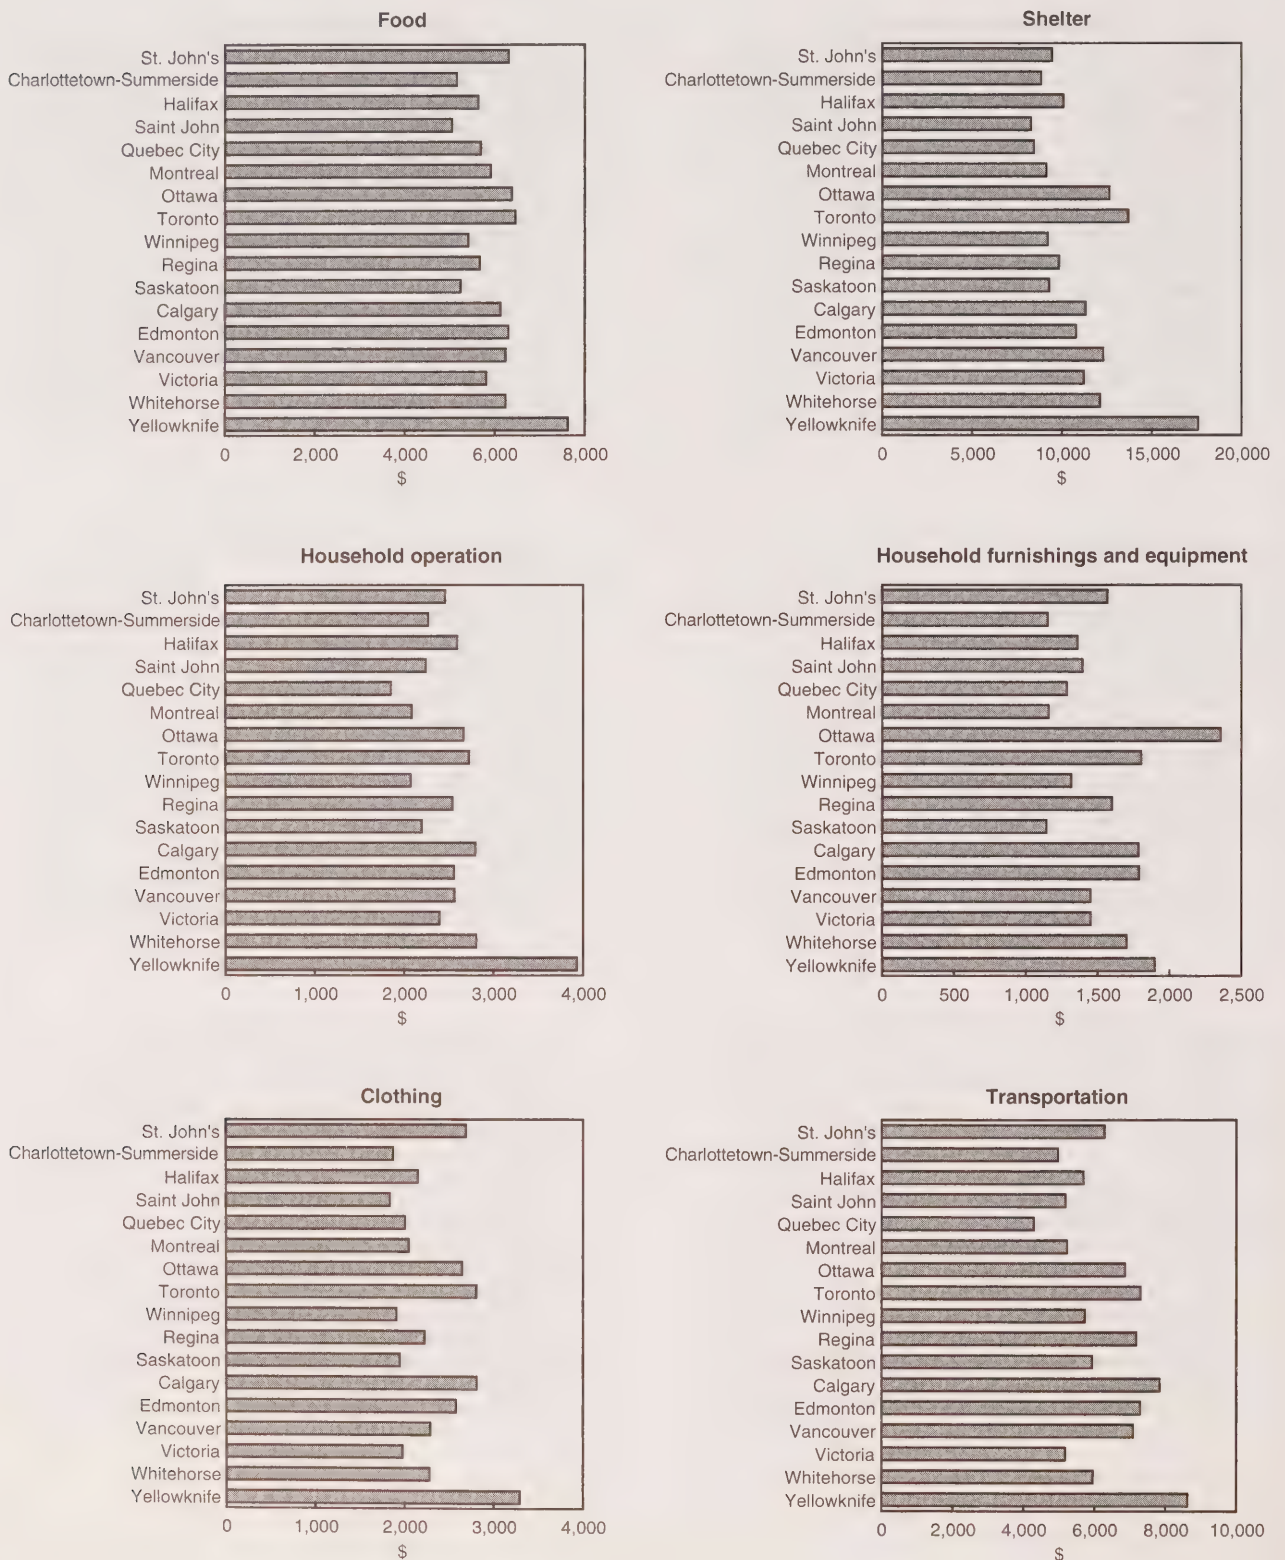 Food
St. John's
Charlottetown-Summerside
Halifax
Saint John
Quebec City
Montreal
Ottawa
Toronto
Winnipeg
Regina
Saskatoon
Calgary
Edmonton
Vancouver
Victoria
Whitehorse
Yellowknife
0 2,000 4,000 6,000 8,000
$
Shelter
St. John's
Charlottetown-Summerside
Halifax
Saint John
Quebec City
Montreal
Ottawa
Toronto
Winnipeg
Regina
Saskatoon
Calgary
Edmonton
Vancouver
Victoria
Whitehorse
Yellowknife
0 5,000 10,000 15,000 20,000
$
Household operation
St. John's
Charlottetown-Summerside
Halifax
Saint John
Quebec City
Montreal
Ottawa
Toronto
Winnipeg
Regina
Saskatoon
Calgary
Edmonton
Vancouver
Victoria
Whitehorse
Yellowknife
0 1,000 2,000 3,000 4,000
$
Household furnishings and equipment
St. John's
Charlottetown-Summerside
Halifax
Saint John
Quebec City
Montreal
Ottawa
Toronto
Winnipeg
Regina
Saskatoon
Calgary
Edmonton
Vancouver
Victoria
Whitehorse
Yellowknife
0 500 1,000 1,500 2,000 2,500
$
Clothing
St. John's
Charlottetown-Summerside
Halifax
Saint John
Quebec City
Montreal
Ottawa
Toronto
Winnipeg
Regina
Saskatoon
Calgary
Edmonton
Vancouver
Victoria
Whitehorse
Yellowknife
0 1,000 2,000 3,000 4,000
$
Transportation
St. John's
Charlottetown-Summerside
Halifax
Saint John
Quebec City
Montreal
Ottawa
Toronto
Winnipeg
Regina
Saskatoon
Calgary
Edmonton
Vancouver
Victoria
Whitehorse
Yellowknife
0 2,000 4,000 6,000 8,000 10,000
$